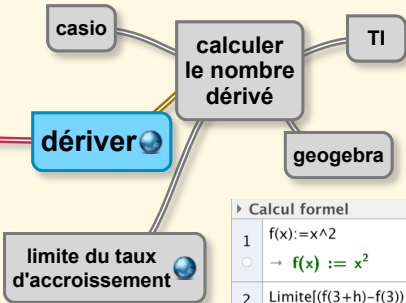 casio
calculer
le nombre
dérivé
TI
dériver
geogebra
limite du taux
d'accroissement
Calcul formel
1
f(x):=x^2
→ f(x) := x²
2
Limite[(f(3+h)-f(3))